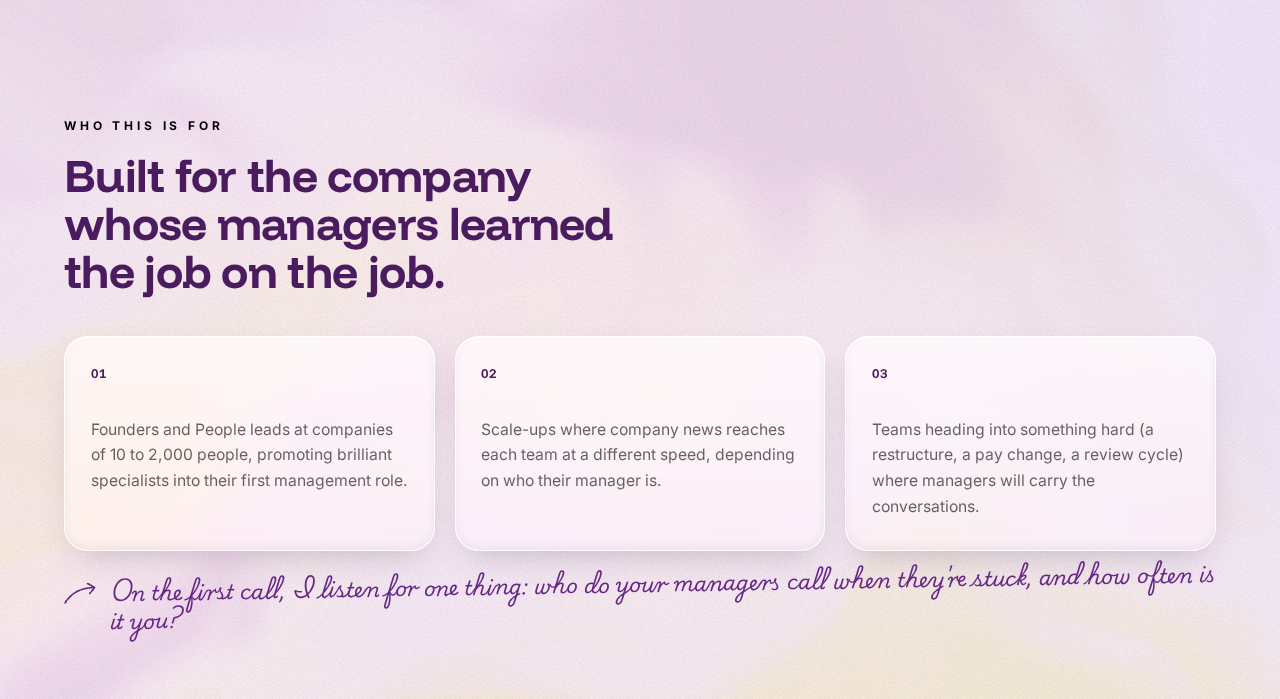 WHO THIS IS FOR
Built for the company
whose managers learned
the job on the job.
01
Founders and People leads at companies
of 10 to 2,000 people, promoting brilliant
specialists into their first management role.
02
Scale-ups where company news reaches
each team at a different speed, depending
on who their manager is.
03
Teams heading into something hard (a
restructure, a pay change, a review cycle)
where managers will carry the
conversations.
On the first call, I listen for one thing: who do your managers call when they're stuck, and how often is
it you?